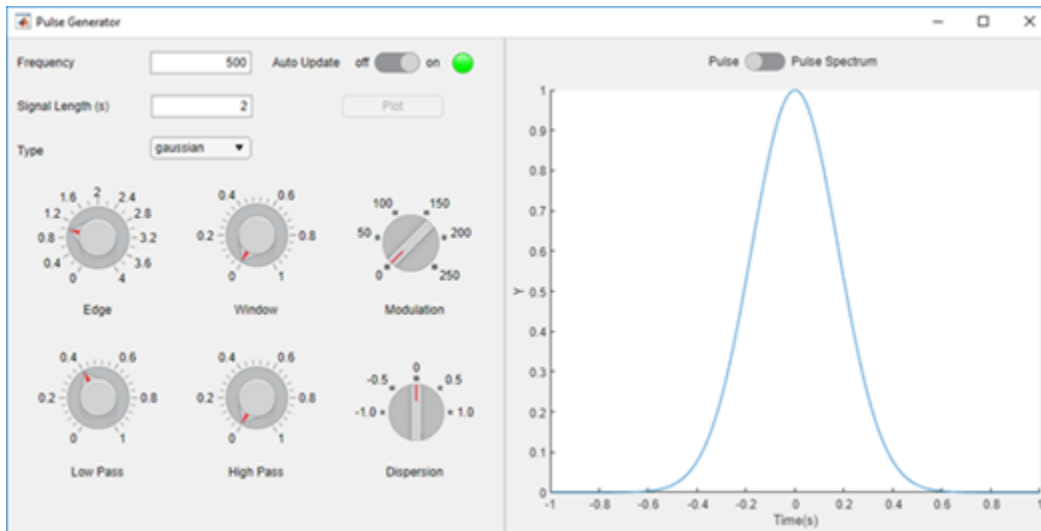 Pulse Generator
Frequency 500 Auto Update off on
Signal Length (s) 2 Plot
Type gaussian
0 0.4 0.8 1.2 1.6 2 2.4 2.8 3.2 3.6 4
Edge
0 0.2 0.4 0.6 0.8 1
Window
0 50 100 150 200 250
Modulation
0 0.2 0.4 0.6 0.8 1
Low Pass
0 0.2 0.4 0.6 0.8 1
High Pass
-1.0 -0.5 0 0.5 1.0
Dispersion
Pulse Pulse Spectrum
1
0.9
0.8
0.7
0.6
0.5
0.4
0.3
0.2
0.1
0
Y
-1 -0.8 -0.6 -0.4 -0.2 0 0.2 0.4 0.6 0.8 1
Time(s)